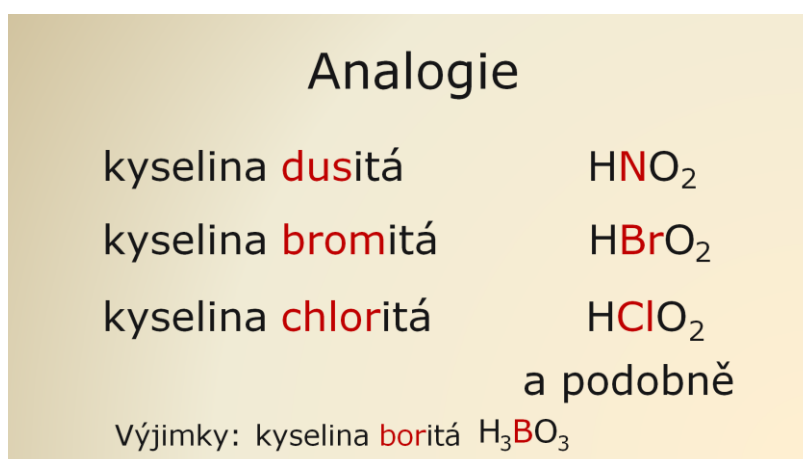 Analogie
kyselina dusitá HNO₂
kyselina bromitá HBrO₂
kyselina chloritá HClO₂
a podobně
Výjimky: kyselina boritá H₃BO₃